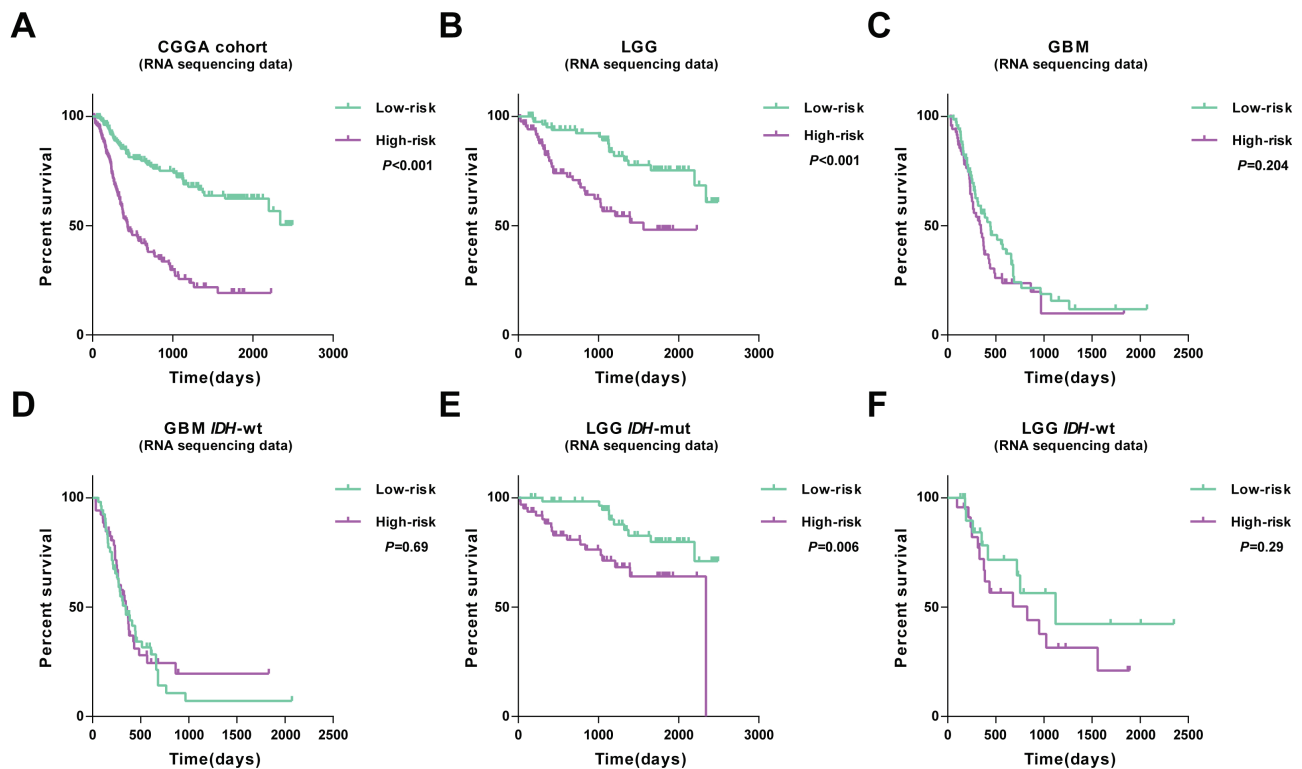 A
CGGA cohort
(RNA sequencing data)
Percent survival
100
50
0
0 1000 2000 3000
Time(days)
Low-risk
High-risk
P<0.001
B
LGG
(RNA sequencing data)
Percent survival
100
50
0
0 1000 2000 3000
Time(days)
Low-risk
High-risk
P<0.001
C
GBM
(RNA sequencing data)
Percent survival
100
50
0
0 500 1000 1500 2000 2500
Time(days)
Low-risk
High-risk
P=0.204
D
GBM IDH-wt
(RNA sequencing data)
Percent survival
100
50
0
0 500 1000 1500 2000 2500
Time(days)
Low-risk
High-risk
P=0.69
E
LGG IDH-mut
(RNA sequencing data)
Percent survival
100
50
0
0 1000 2000 3000
Time(days)
Low-risk
High-risk
P=0.006
F
LGG IDH-wt
(RNA sequencing data)
Percent survival
100
50
0
0 500 1000 1500 2000 2500
Time(days)
Low-risk
High-risk
P=0.29